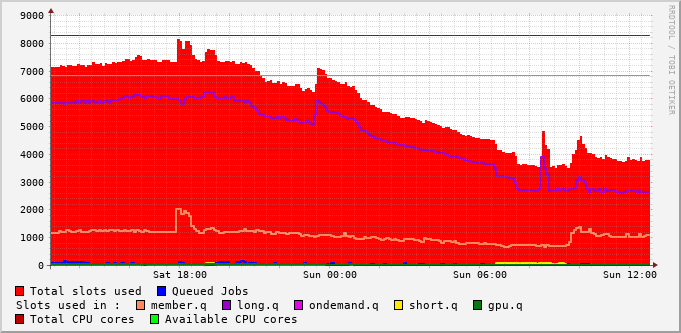 9000
8000
7000
6000
5000
4000
3000
2000
1000
0
Sat 18:00 Sun 00:00 Sun 06:00 Sun 12:00
Total slots used Queued Jobs
Slots used in : member.q long.q ondemand.q short.q gpu.q
Total CPU cores Available CPU cores
RRDTOOL / TOBI OETIKER